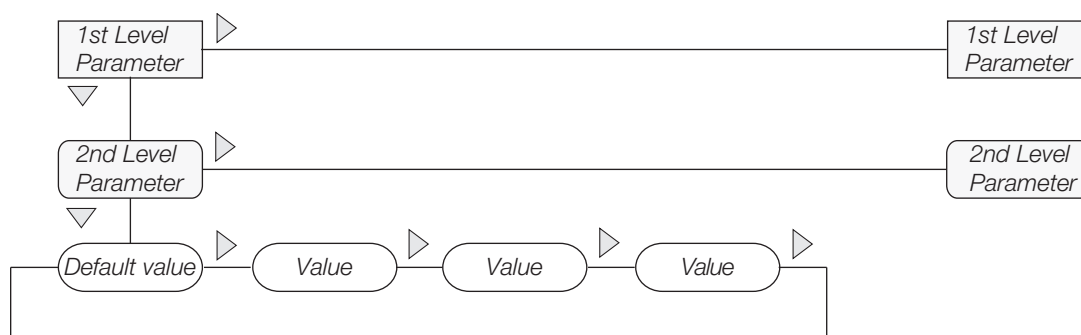 1st Level
Parameter
1st Level
Parameter
2nd Level
Parameter
2nd Level
Parameter
Default value
Value
Value
Value